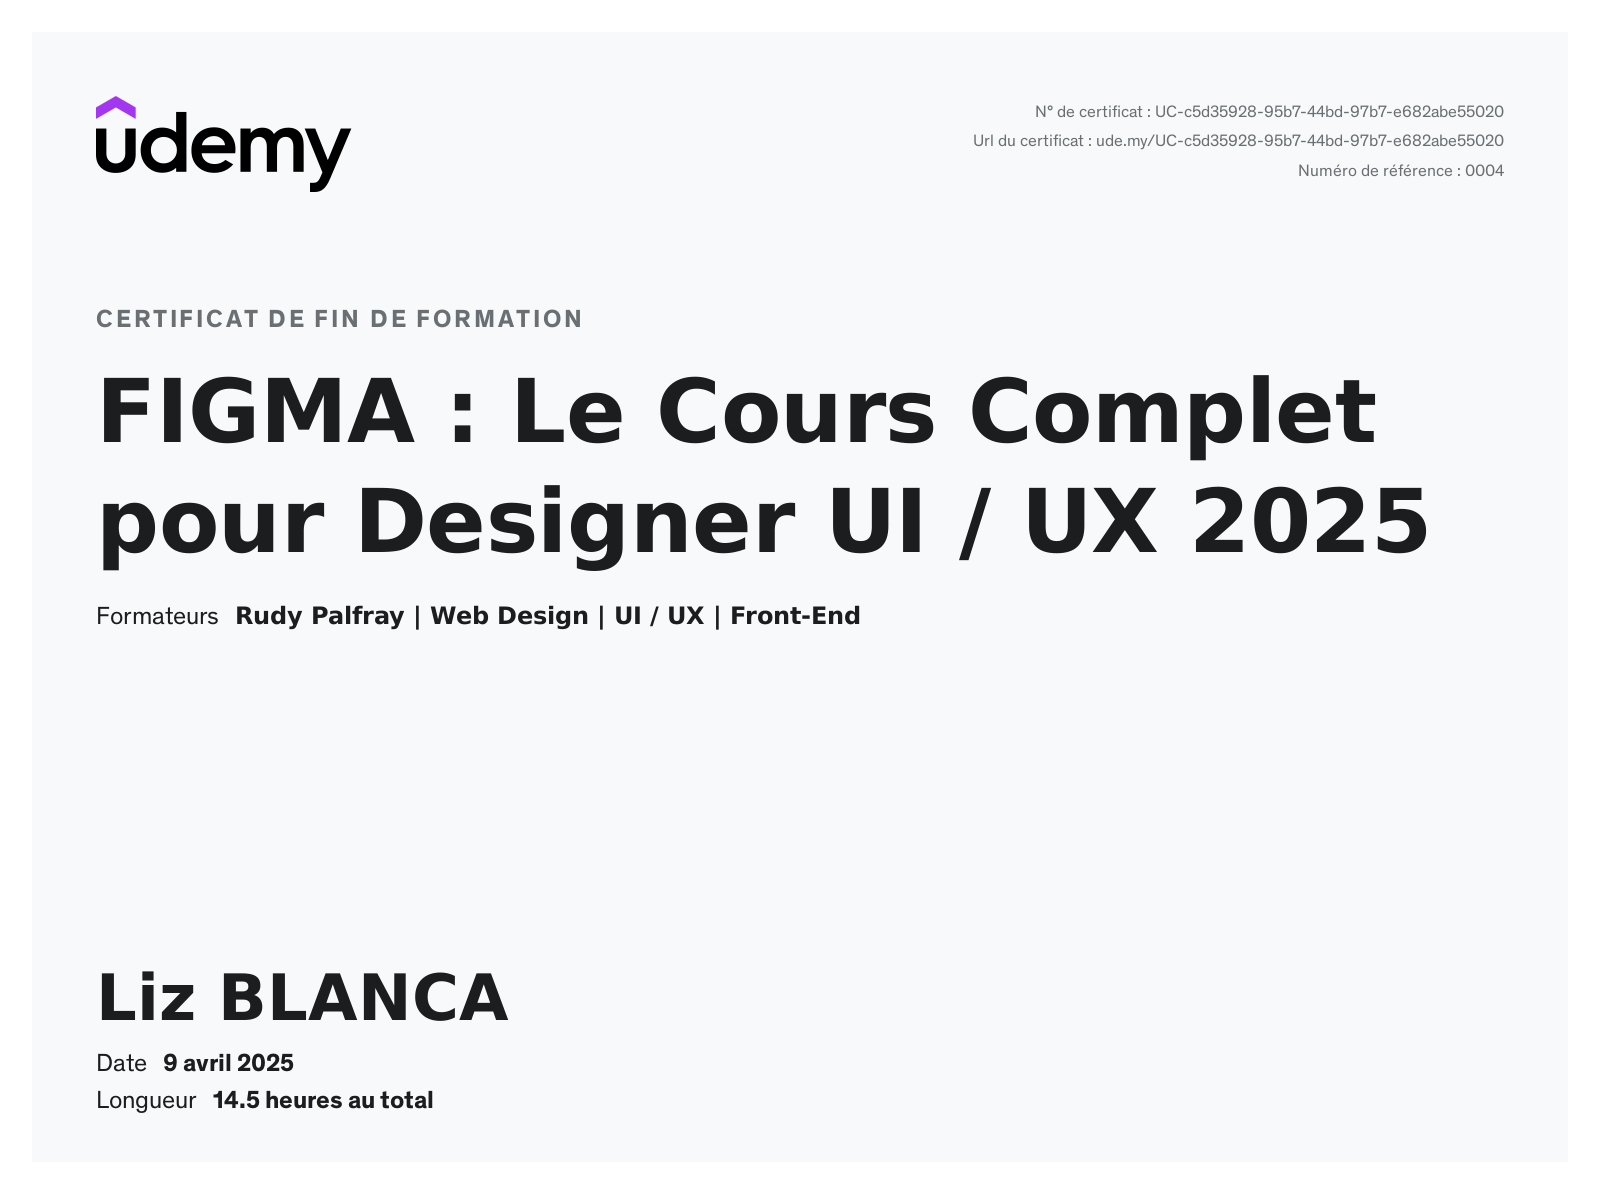 udemy
N° de certificat : UC-c5d35928-95b7-44bd-97b7-e682abe55020
Url du certificat : ude.my/UC-c5d35928-95b7-44bd-97b7-e682abe55020
Numéro de référence : 0004
CERTIFICAT DE FIN DE FORMATION
FIGMA : Le Cours Complet
pour Designer UI / UX 2025
Formateurs Rudy Palfray | Web Design | UI / UX | Front-End
Liz BLANCA
Date 9 avril 2025
Longueur 14.5 heures au total